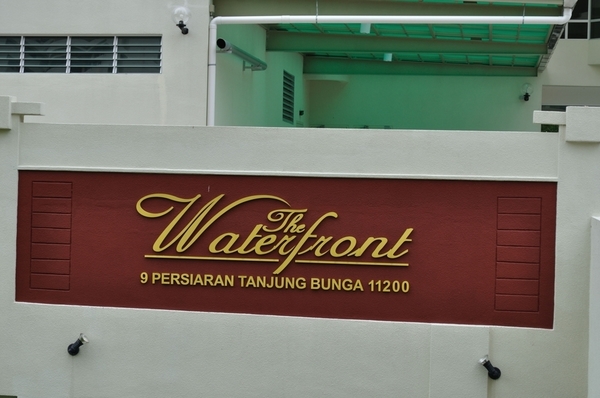 The
Waterfront
9 PERSIARAN TANJUNG BUNGA 11200